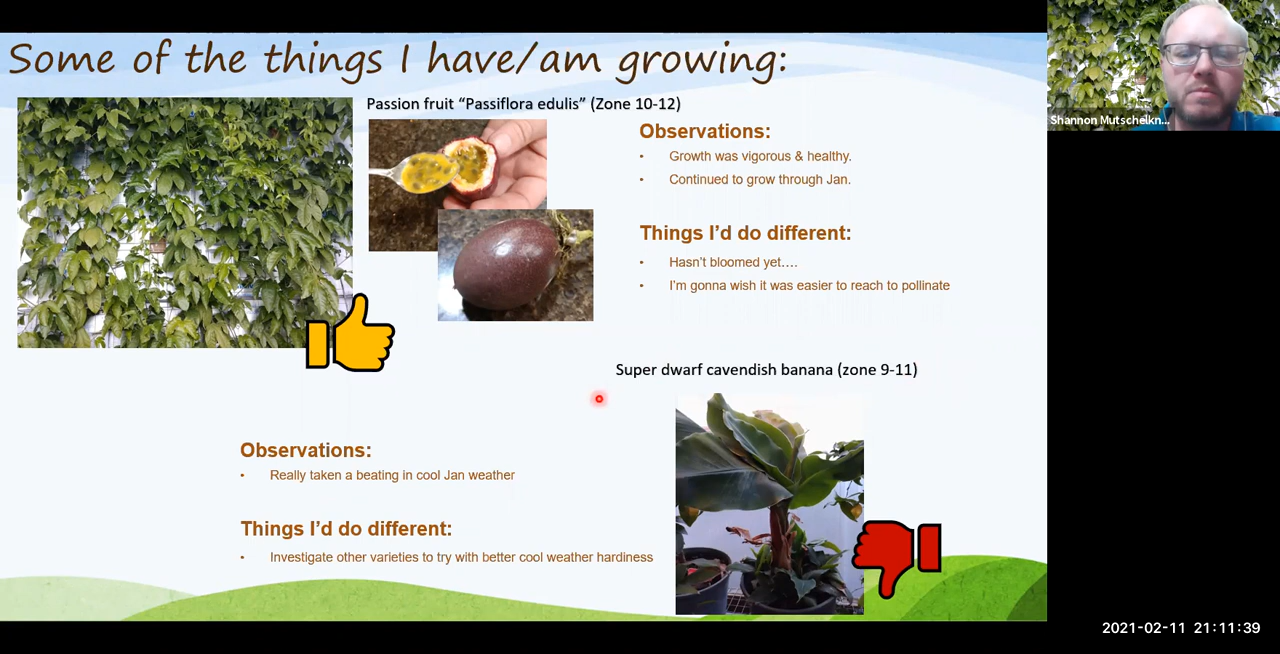 Some of the things I have/am growing:
Passion fruit “Passiflora edulis” (Zone 10-12)
Observations:
• Growth was vigorous & healthy.
• Continued to grow through Jan.
Things I’d do different:
• Hasn’t bloomed yet….
• I’m gonna wish it was easier to reach to pollinate
Super dwarf cavendish banana (zone 9-11)
Observations:
• Really taken a beating in cool Jan weather
Things I’d do different:
• Investigate other varieties to try with better cool weather hardiness
Shannon Mutschelkn...
2021-02-11 21:11:39